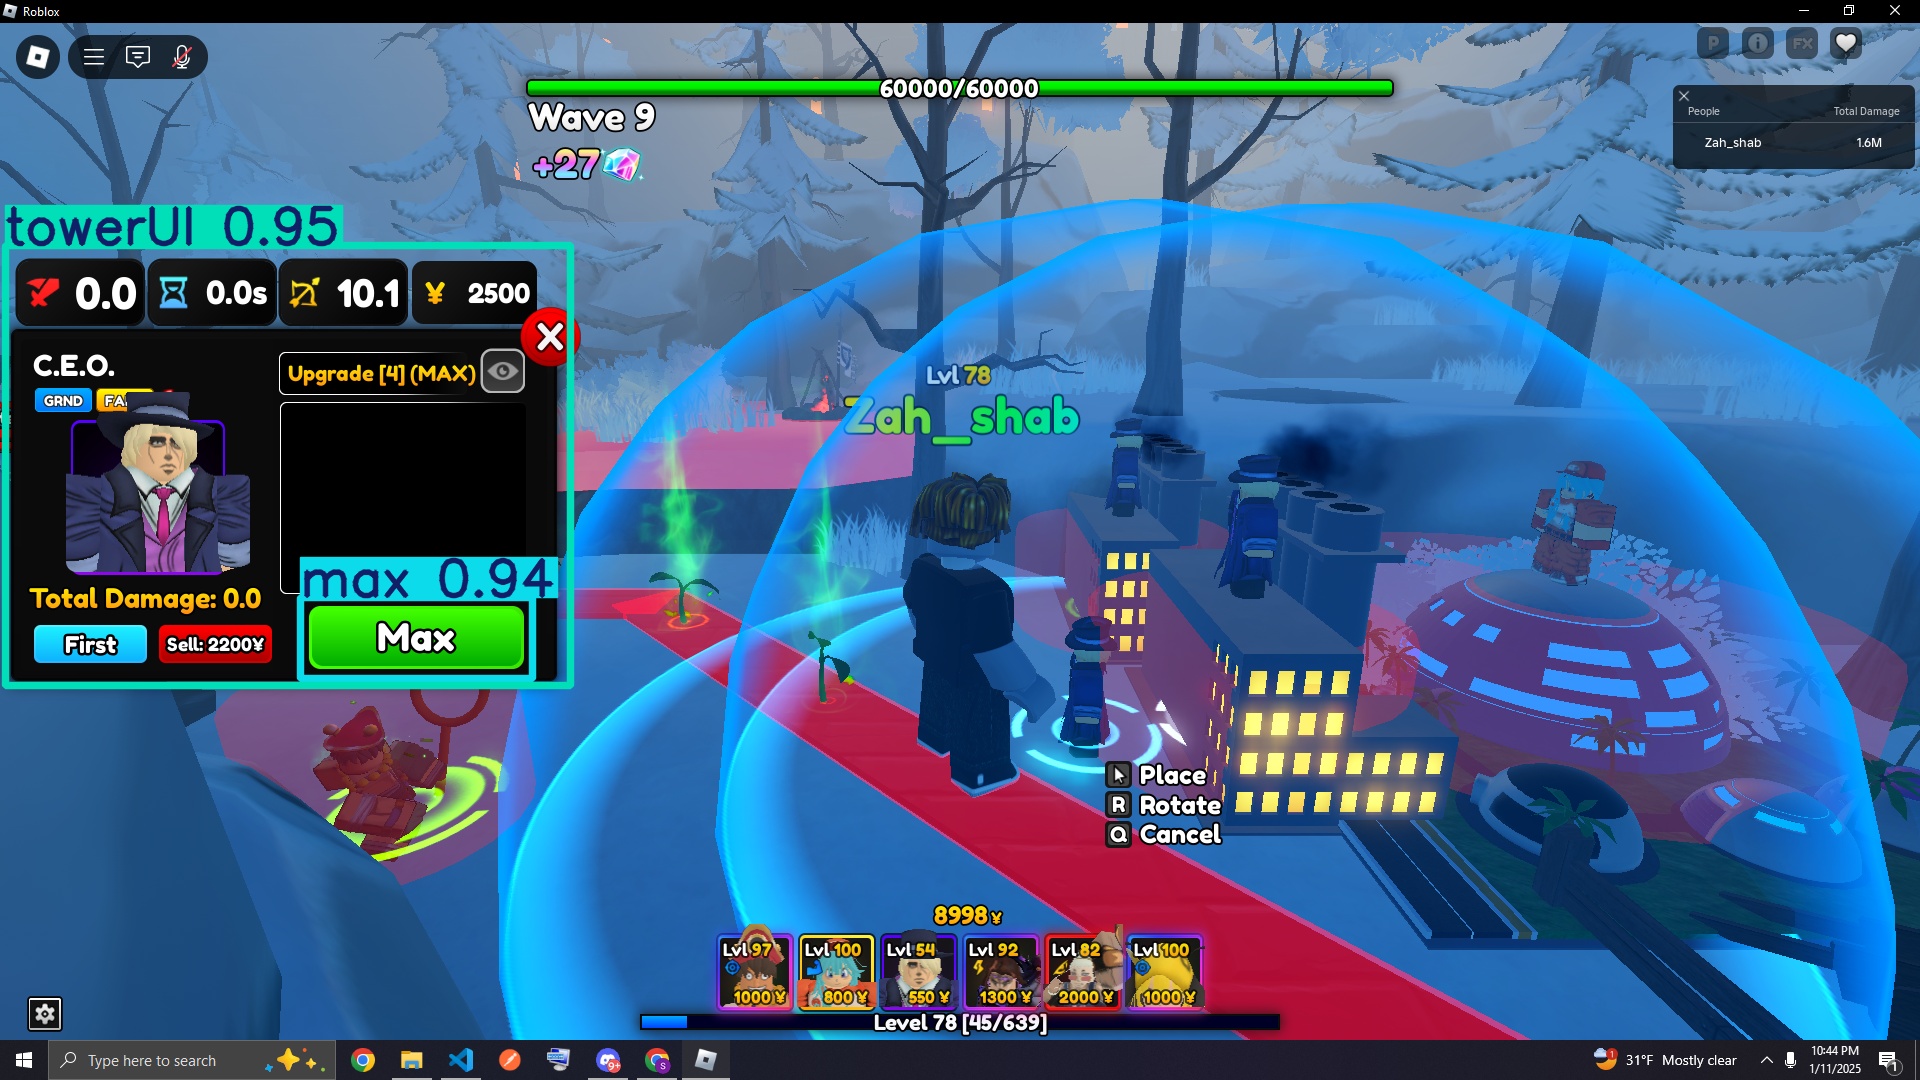 Roblox
P i FX
60000/60000
Wave 9
+27
People Total Damage
Zah_shab 1.6M
towerUI 0.95
0.0 0.0s 10.1 ¥ 2500
X
C.E.O.
GRND
Upgrade [4] (MAX)
Lvl 78
Zah_shab
max 0.94
Total Damage: 0.0
First Sell: 2200¥ Max
Place
R Rotate
Q Cancel
8998¥
Lvl 97 Lvl 100 Lvl 54 Lvl 92 Lvl 82 Lvl 100
1000 ¥ 800 ¥ 550 ¥ 1300 ¥ 2000 ¥ 1000 ¥
Level 78 [45/639]
Type here to search
9+
S
1
31°F Mostly clear
10:44 PM
1/11/2025
1